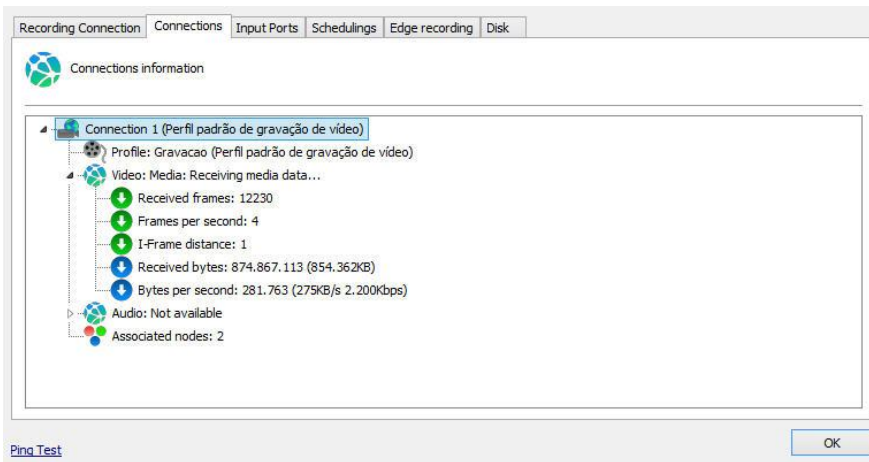 Recording Connection Connections Input Ports Schedulings Edge recording Disk
Connections information
Connection 1 (Perfil padrão de gravação de vídeo)
Profile: Gravacao (Perfil padrão de gravação de vídeo)
Video: Media: Receiving media data...
Received frames: 12230
Frames per second: 4
I-Frame distance: 1
Received bytes: 874.867.113 (854.362KB)
Bytes per second: 281.763 (275KB/s 2.200Kbps)
Audio: Not available
Associated nodes: 2
Ping Test
OK